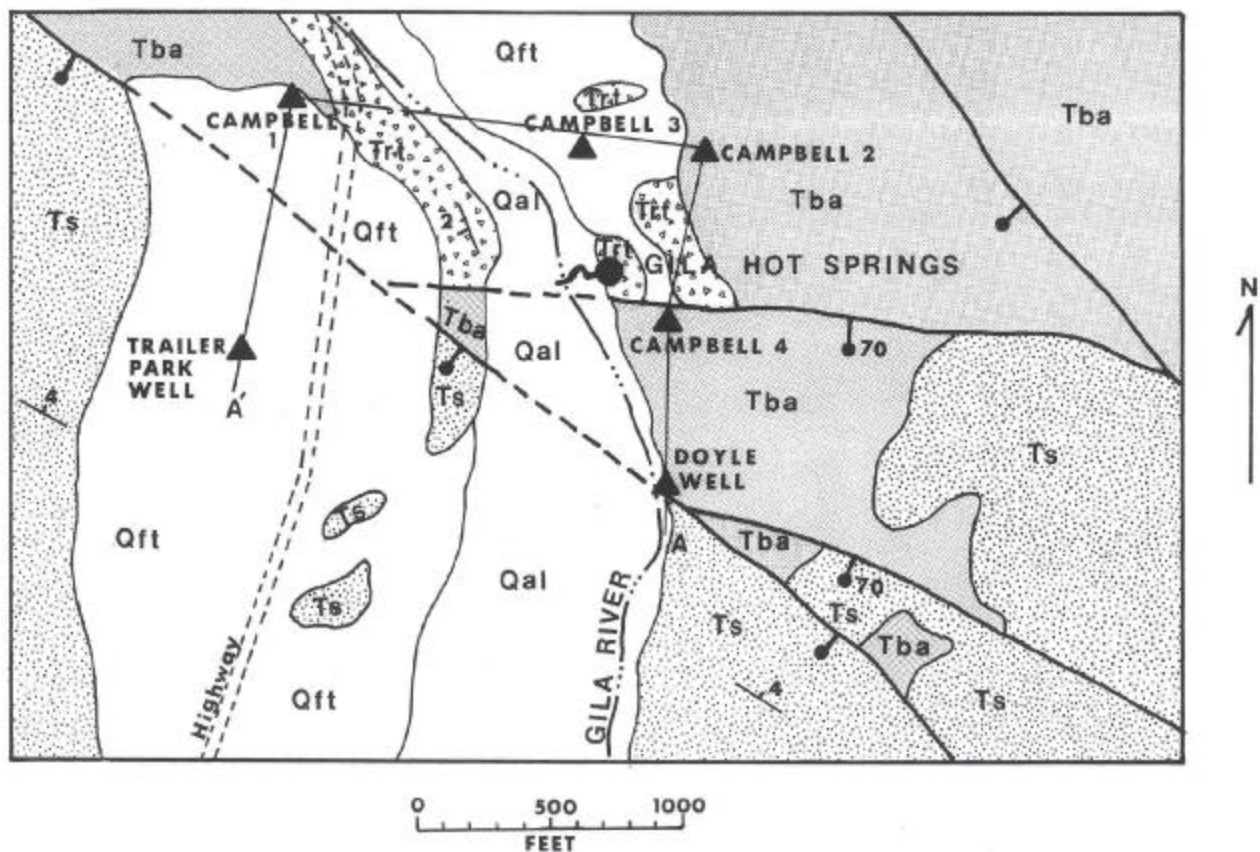 Tba
Qft
Trt
Tba
CAMPBELL 1
CAMPBELL 3
CAMPBELL 2
Trt
Qal
Tba
Ts
Qft
Trt
Trt
GILA HOT SPRINGS
N
21
Tba
TRAILER PARK WELL
Qal
CAMPBELL 4
70
A'
Ts
Tba
4
Ts
DOYLE WELL
Ts
Qft
A
Tba
70
Qal
Ts
Ts
Ts
Tba
4
Ts
Qft
Highway
GILA RIVER
0 500 1000
FEET